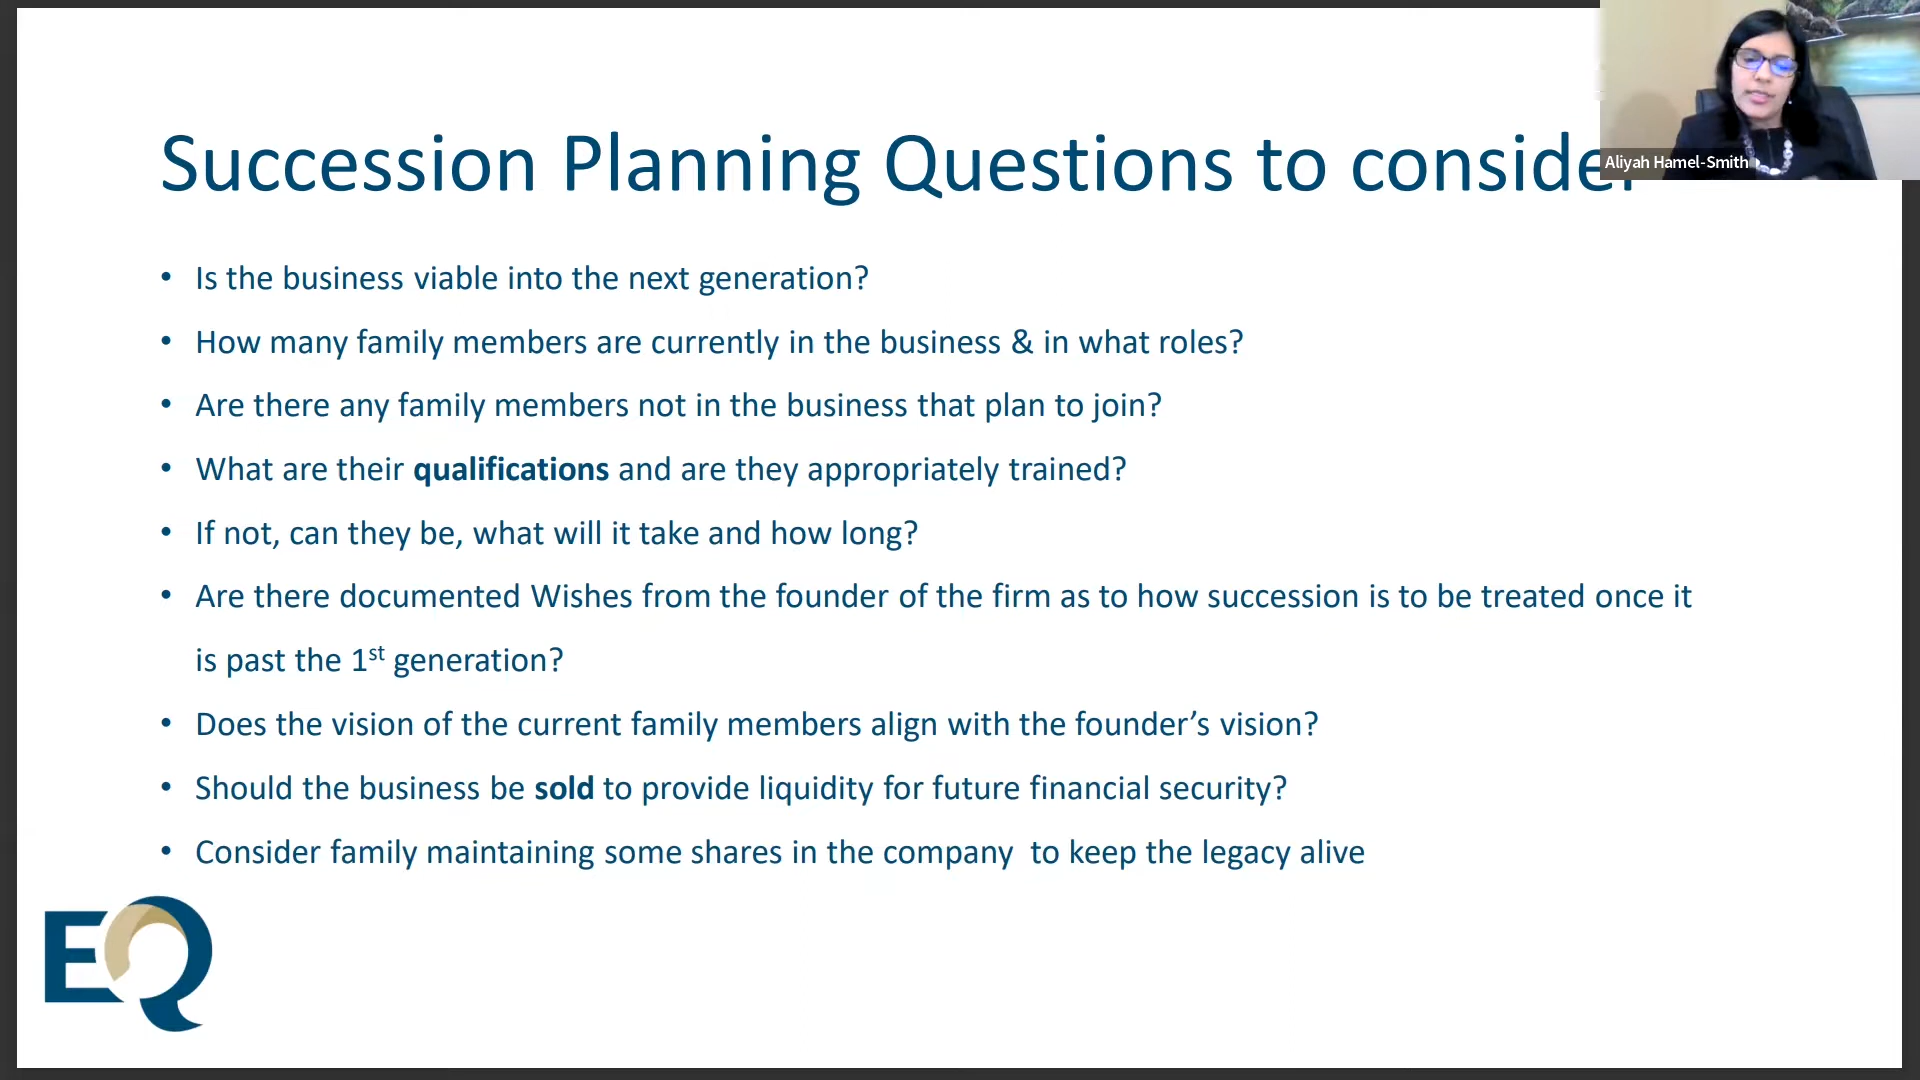 Succession Planning Questions to consider
Aliyah Hamel-Smith
• Is the business viable into the next generation?
• How many family members are currently in the business & in what roles?
• Are there any family members not in the business that plan to join?
• What are their qualifications and are they appropriately trained?
• If not, can they be, what will it take and how long?
• Are there documented Wishes from the founder of the firm as to how succession is to be treated once it
is past the 1st generation?
• Does the vision of the current family members align with the founder’s vision?
• Should the business be sold to provide liquidity for future financial security?
• Consider family maintaining some shares in the company  to keep the legacy alive
EQ